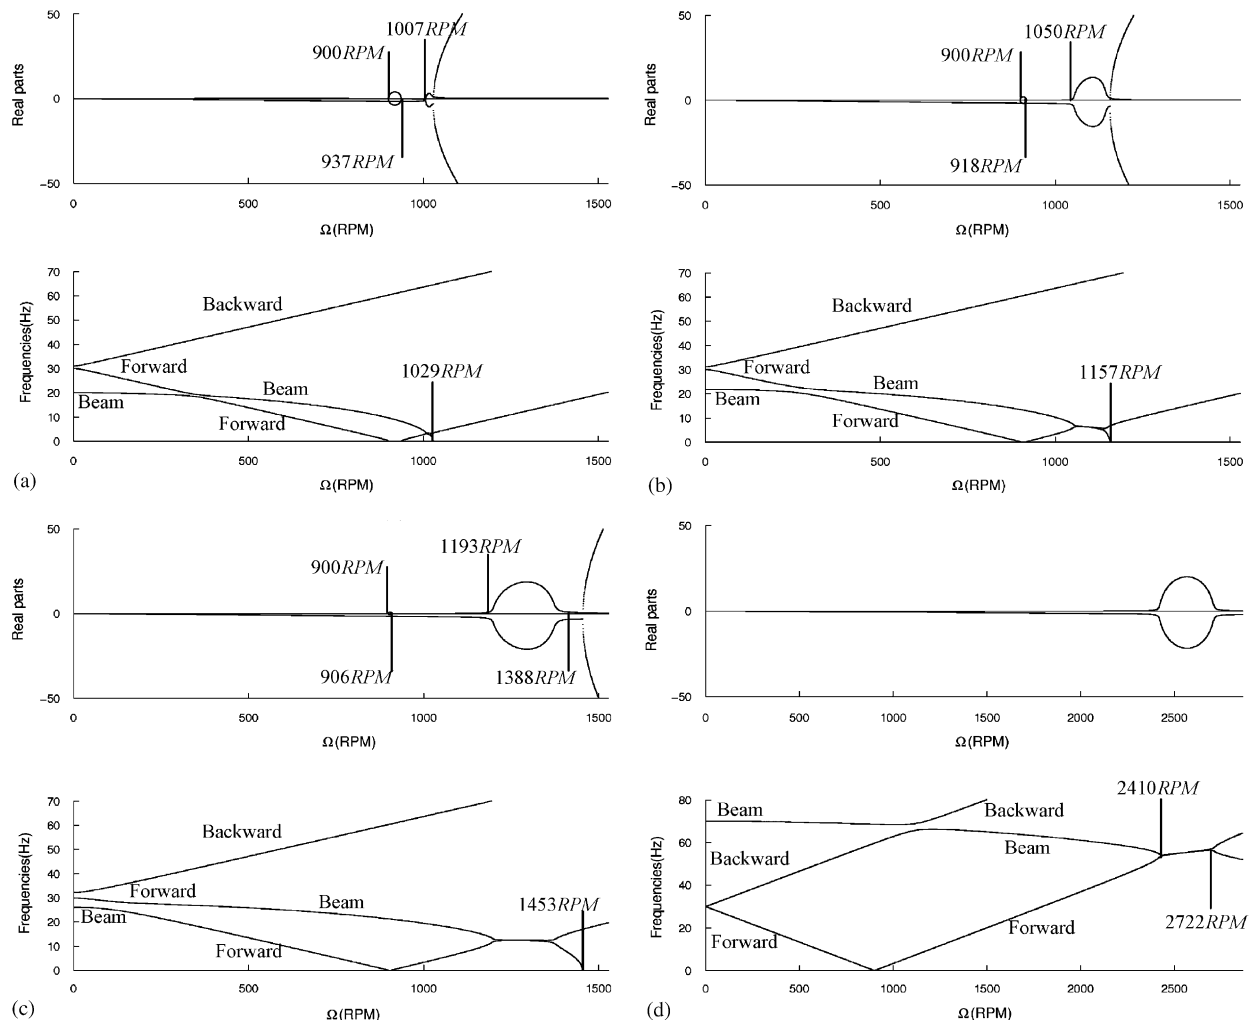 50
0
−50
Real parts
1007RPM
900RPM
937RPM
0
500
1000
1500
Ω(RPM)
70
60
50
40
30
20
10
0
Frequencies(Hz)
Backward
Forward
Beam
Beam
Forward
1029RPM
0
500
1000
1500
Ω(RPM)
(a)
50
0
−50
Real parts
1050RPM
900RPM
918RPM
0
500
1000
1500
Ω(RPM)
70
60
50
40
30
20
10
0
Frequencies(Hz)
Backward
Forward
Beam
Beam
Forward
1157RPM
0
500
1000
1500
Ω(RPM)
(b)
50
0
−50
Real parts
1193RPM
900RPM
906RPM
1388RPM
0
500
1000
1500
Ω(RPM)
70
60
50
40
30
20
10
0
Frequencies(Hz)
Backward
Forward
Beam
Beam
Forward
1453RPM
0
500
1000
1500
Ω(RPM)
(c)
50
0
−50
Real parts
0
500
1000
1500
2000
2500
Ω(RPM)
80
60
40
20
0
Frequencies(Hz)
Beam
Backward
Backward
Beam
Forward
Forward
2410RPM
2722RPM
0
500
1000
1500
2000
2500
Ω(RPM)
(d)